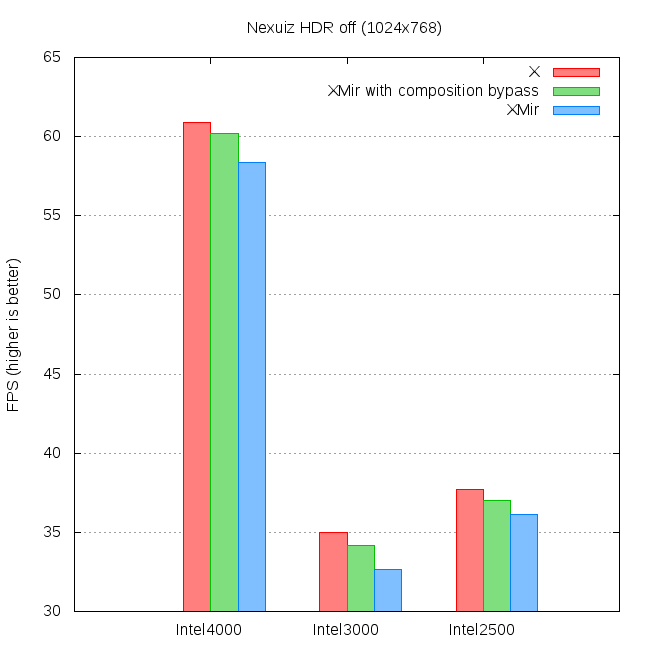 Nexuiz HDR off (1024x768)
X
XMir with composition bypass
XMir
FPS (higher is better)
65
60
55
50
45
40
35
30
Intel4000 Intel3000 Intel2500